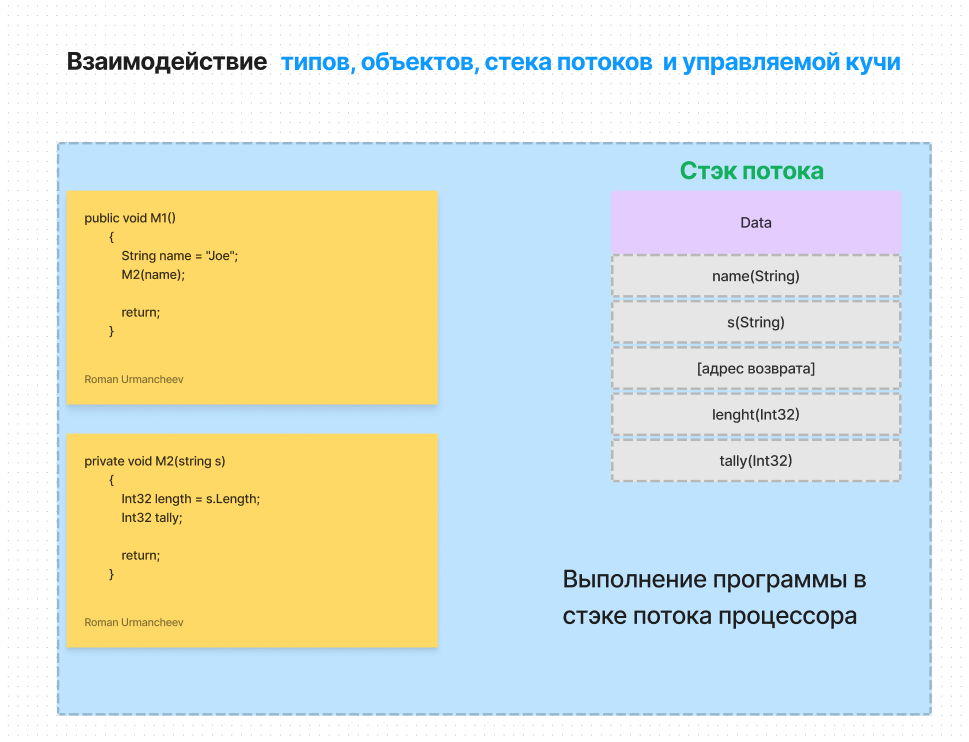 Взаимодействие типов, объектов, стека потоков и управляемой кучи
public void M1()
{
String name = "Joe";
M2(name);
return;
}
Roman Urmancheev
private void M2(string s)
{
Int32 length = s.Length;
Int32 tally;
return;
}
Roman Urmancheev
Стэк потока
Data
name(String)
s(String)
[адрес возврата]
lenght(Int32)
tally(Int32)
Выполнение программы в
стэке потока процессора